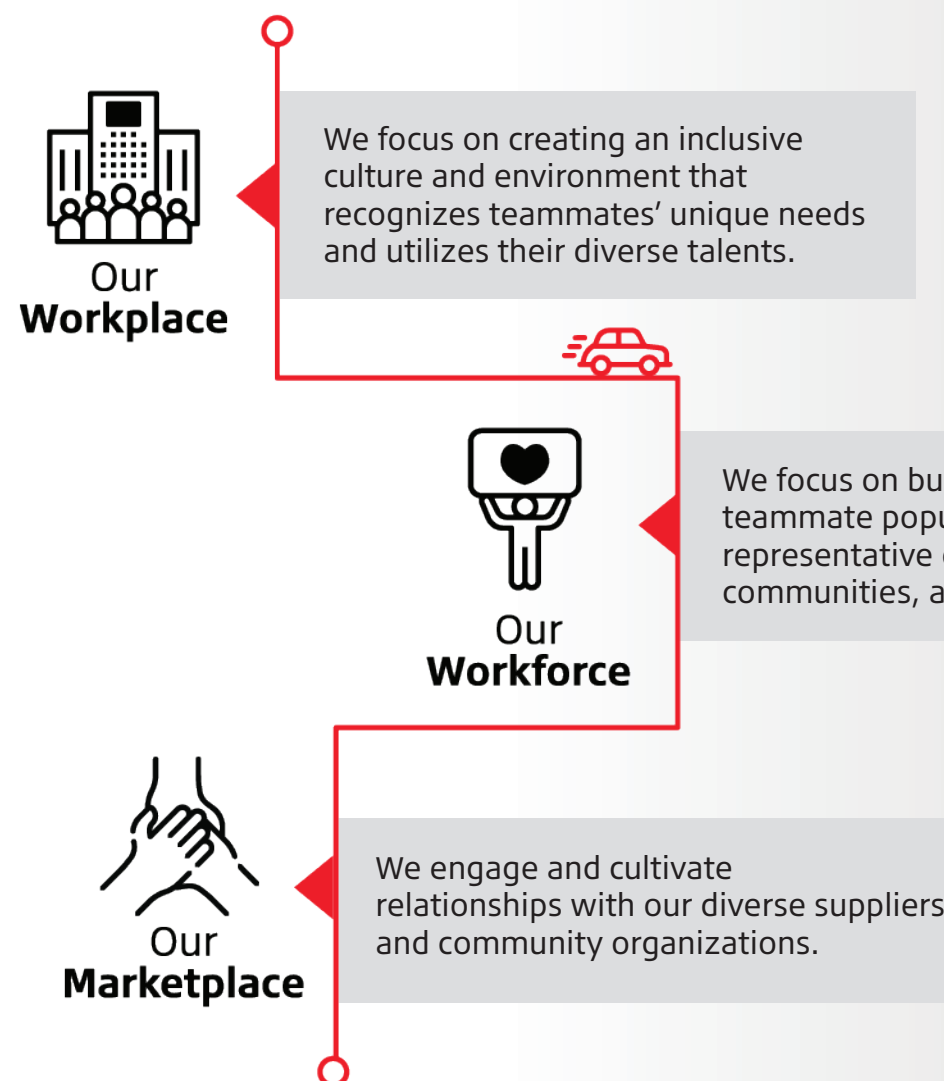 We focus on creating an inclusive
culture and environment that
recognizes teammates’ unique needs
and utilizes their diverse talents.
Our
Workplace
We focus on
teammate
representative
communities,
Our
Workforce
We engage and cultivate
relationships with our diverse suppliers
and community organizations.
Our
Marketplace